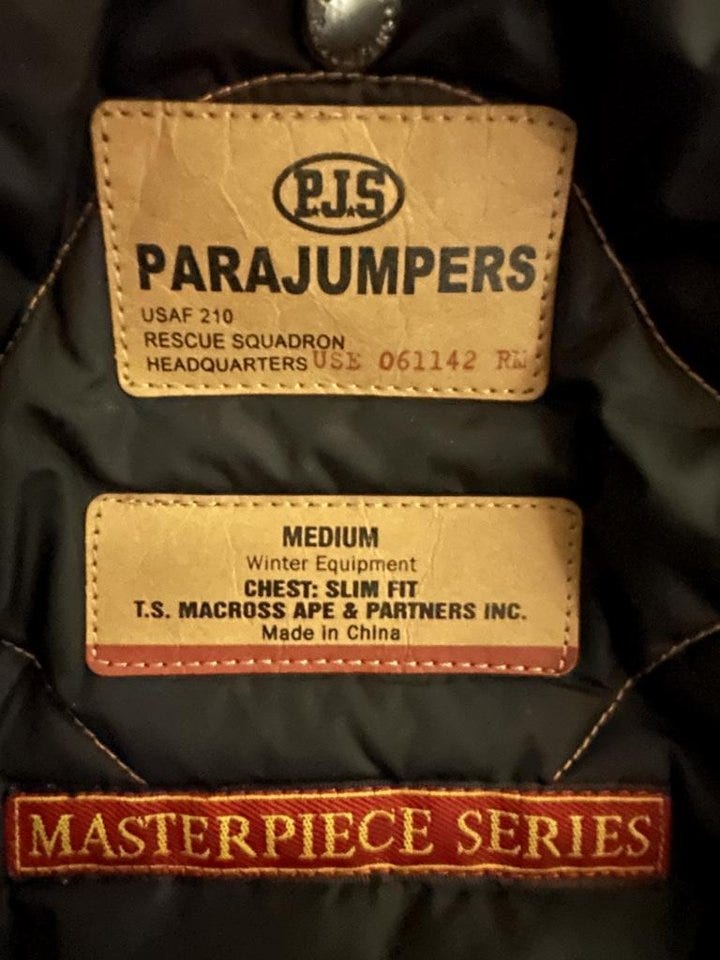 P.J.S
PARAJUMPERS
USAF 210
RESCUE SQUADRON
HEADQUARTERS USE 061142 RM
MEDIUM
Winter Equipment
CHEST: SLIM FIT
T.S. MACROSS APE & PARTNERS INC.
Made in China
MASTERPIECE SERIES